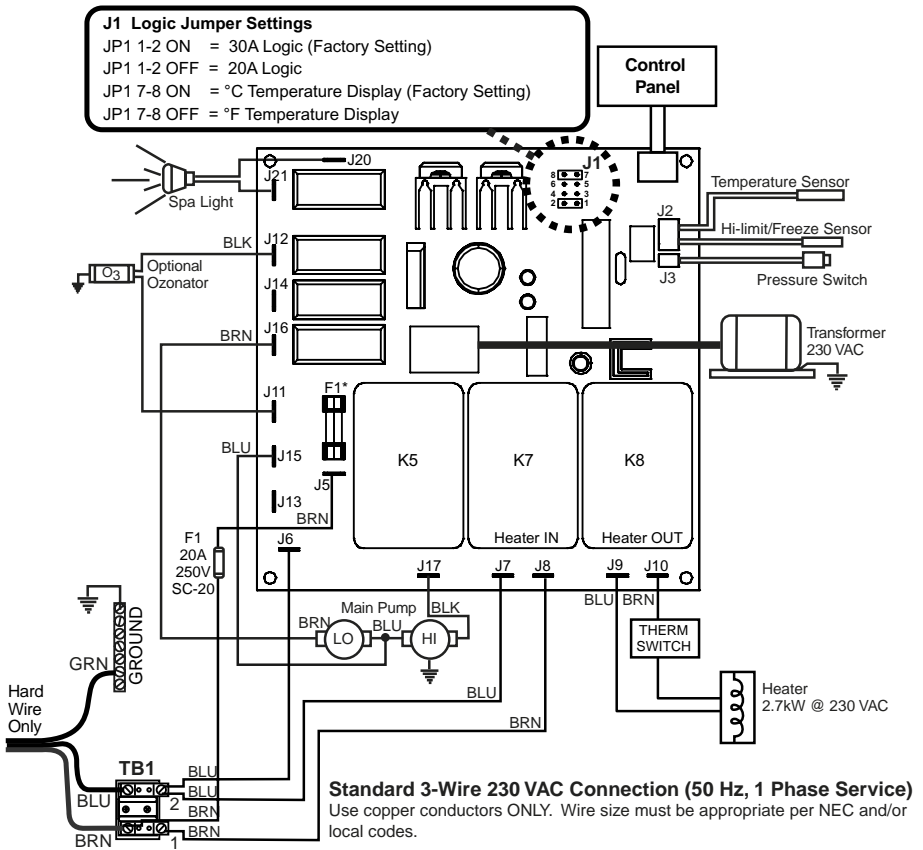 J1 Logic Jumper Settings
JP1 1-2 ON = 30A Logic (Factory Setting)
JP1 1-2 OFF = 20A Logic
JP1 7-8 ON = °C Temperature Display (Factory Setting)
JP1 7-8 OFF = °F Temperature Display
Control
Panel
J20
J21
Spa Light
J1
8 7
6 5
4 3
2 1
Temperature Sensor
J2
Hi-limit/Freeze Sensor
J3
Pressure Switch
BLK
J12
O3
Optional
Ozonator
J14
J16
BRN
Transformer
230 VAC
J11
F1*
BLU
J15
J5
J13
BRN
K5
K7
K8
Heater IN
Heater OUT
F1
20A
250V
SC-20
J6
J17
J7
J8
J9
J10
BLU
BRN
Main Pump
BLK
BRN
LO
BLU
HI
THERM
SWITCH
GROUND
GRN
Heater
2.7kW @ 230 VAC
BLU
BRN
Hard
Wire
Only
TB1
BLU
BLU
BLU
2
BRN
BRN
BRN
1
Standard 3-Wire 230 VAC Connection (50 Hz, 1 Phase Service)
Use copper conductors ONLY. Wire size must be appropriate per NEC and/or
local codes.